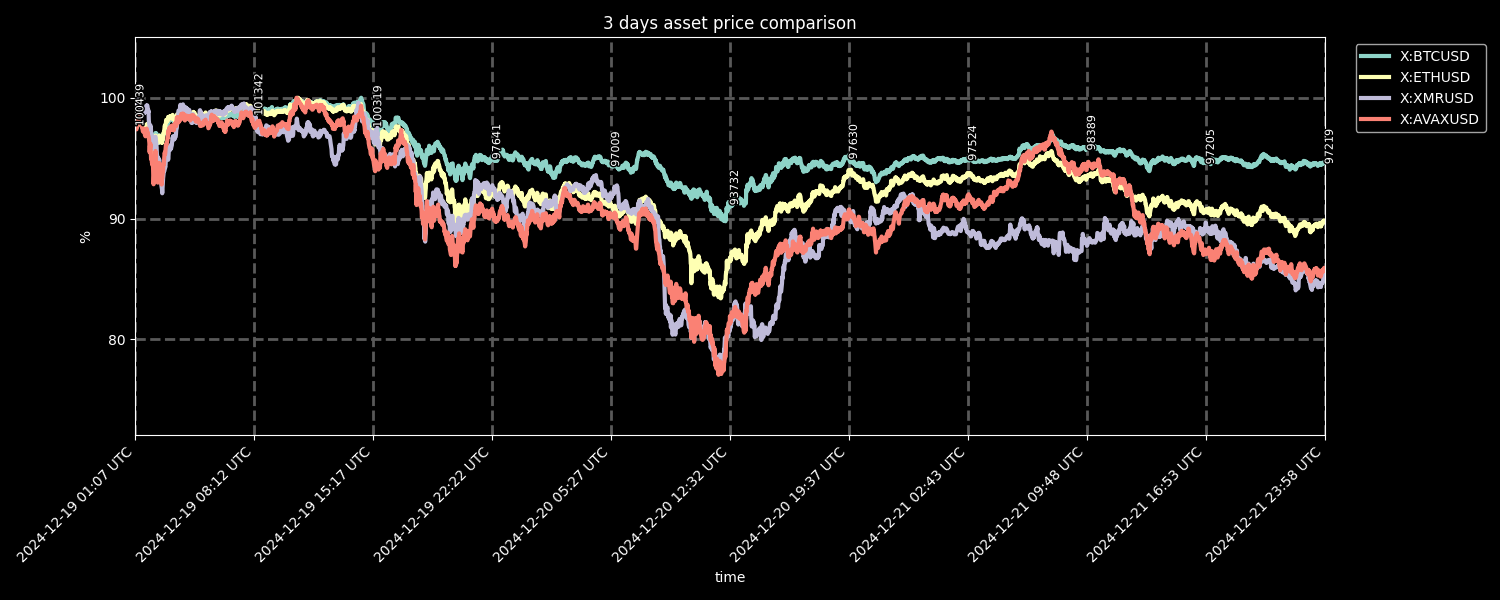 3 days asset price comparison
X:BTCUSD
X:ETHUSD
X:XMRUSD
X:AVAXUSD
100
90
80
%
100439
101342
100319
97641
97009
93732
97630
97524
98389
97205
97219
2024-12-19 01:07 UTC
2024-12-19 08:12 UTC
2024-12-19 15:17 UTC
2024-12-19 22:22 UTC
2024-12-20 05:27 UTC
2024-12-20 12:32 UTC
2024-12-20 19:37 UTC
2024-12-21 02:43 UTC
2024-12-21 09:48 UTC
2024-12-21 16:53 UTC
2024-12-21 23:58 UTC
time